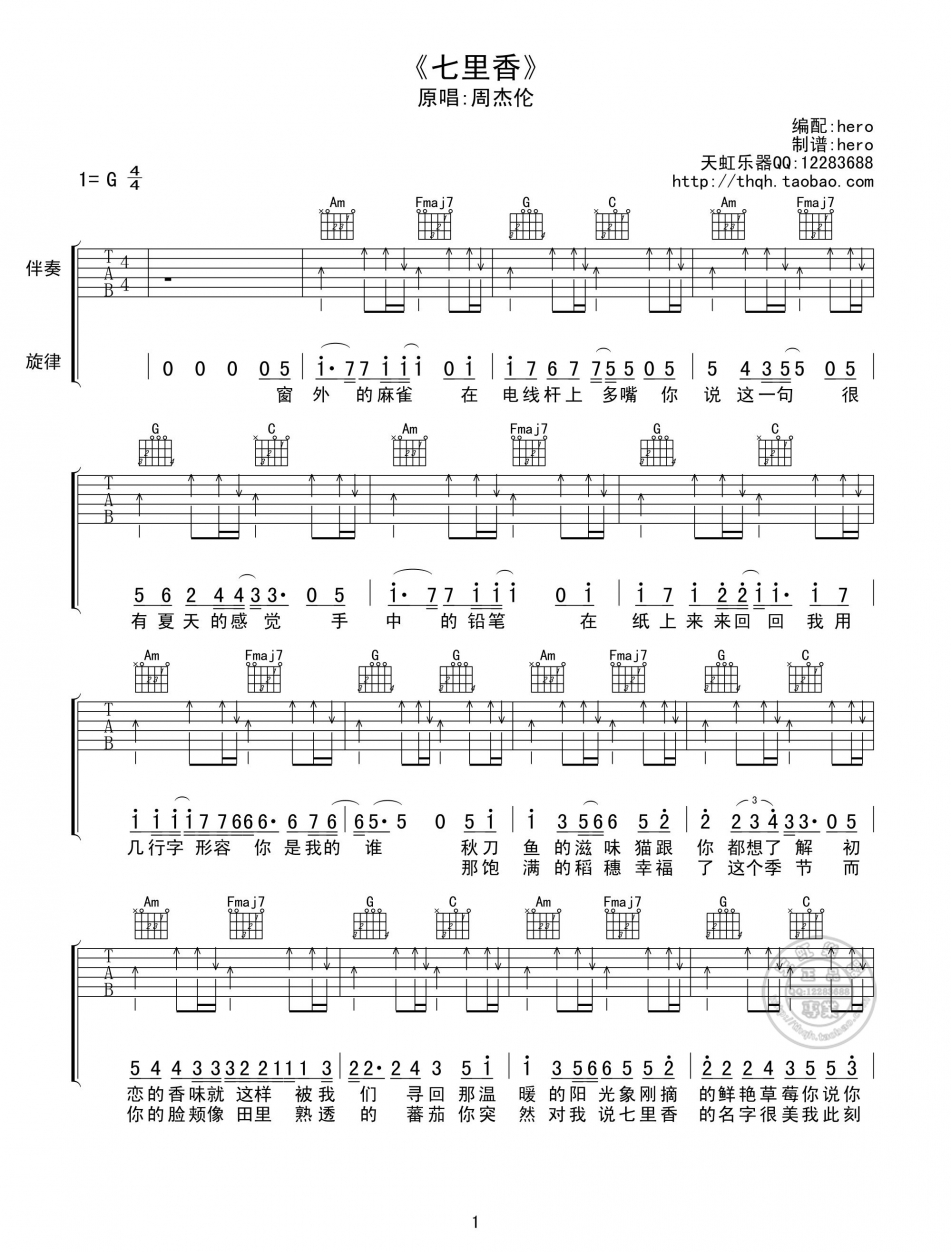 《七里香》
原唱:周杰伦
编配:hero
制谱:hero
天虹乐器QQ:12283688
http://thqh.taobao.com
1= G 4/4
Am Fmaj7 G C Am Fmaj7
伴奏 T A B 4 4
旋律 | 0 0 0 0 5 | i· 7 7 i i i i 0 i | i 7 6 7 7 7 5 5 0 5 | 5 4 3 5 5 0 5 |
窗 外 的麻雀 在 电线杆上 多嘴 你 说 这一句 很
G C Am Fmaj7 G C
T A B
5 6 2 4 4 3 3· 0 5 | i· 7 7 i i i 0 i | i 7 i 2 2 i i· i 7
有夏天的感觉 手 中 的铅笔 在 纸上来来回回我用
Am Fmaj7 G G Am Fmaj7 G C
T A B
i i i i 7 7 6 6 6· 6 7 6 | 6 5· 5 0 5 i | i 3 5 6 6 5 2 | 2 2 3 4 3 3· 0 5
3
几行字 形容 你 是我的 谁 秋刀 鱼的滋味猫跟 你都想了解 初
那饱 满的稻穗幸福 了这个季节 而
Am Fmaj7 G C Am Fmaj7 G C
T A B
5 4 4 3 3 3 2 2 2 1 1 1 3 | 2 2· 2 4 5 i | i 3 5 6 6 5 5 5 | 2 2 2 2 5 5 3
恋的香味就 这样 被我 们 寻回 那温 暖的阳光象刚摘 的鲜艳草莓你说你
你的脸颊像 田里 熟透 的 蕃茄你突 然对我说七里香 的名字很美我此刻
QQ:12283688
http://thqh.taobao.com
1